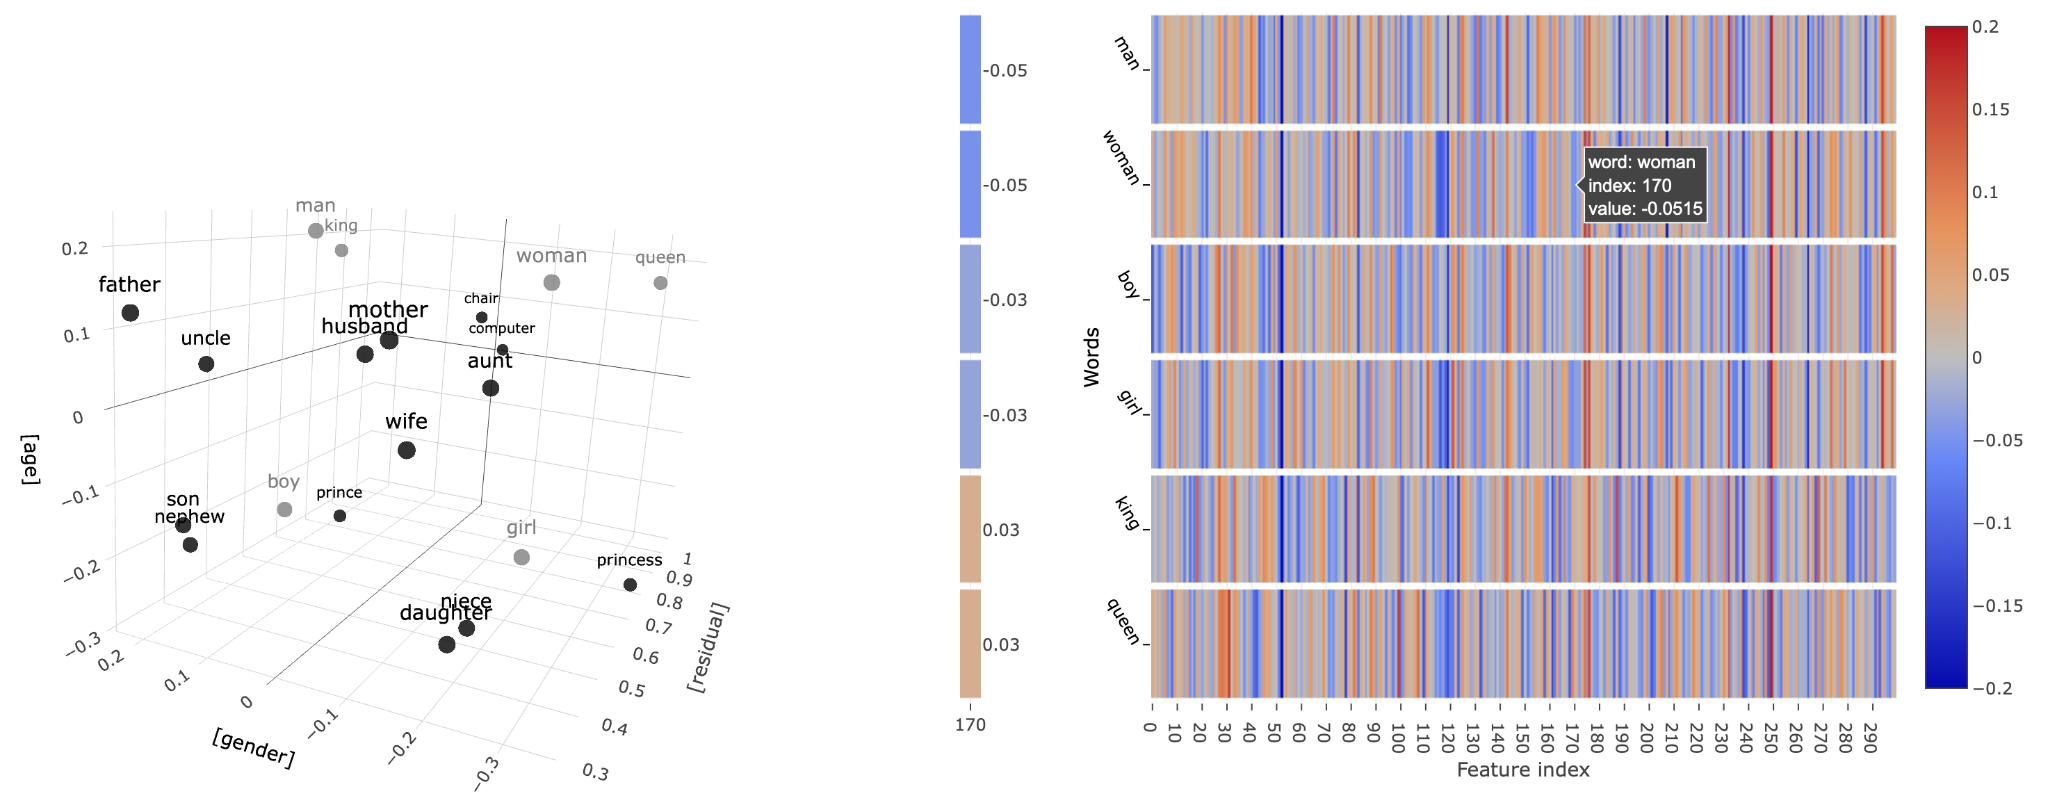 man
king
woman
queen
father
chair
mother
husband
computer
uncle
aunt
wife
son
nephew
boy
prince
girl
princess
niece
daughter
0.2
0.1
0
−0.1
−0.2
−0.3
[age]
0.2
0.1
0
−0.1
−0.2
−0.3
[gender]
1
0.9
0.8
0.7
0.6
0.5
0.4
0.3
[residual]
-0.05
-0.05
-0.03
-0.03
0.03
0.03
170
Words
man
woman
boy
girl
king
queen
word: woman
index: 170
value: -0.0515
0 10 20 30 40 50 60 70 80 90 100 110 120 130 140 150 160 170 180 190 200 210 220 230 240 250 260 270 280 290
Feature index
0.2
0.15
0.1
0.05
0
−0.05
−0.1
−0.15
−0.2